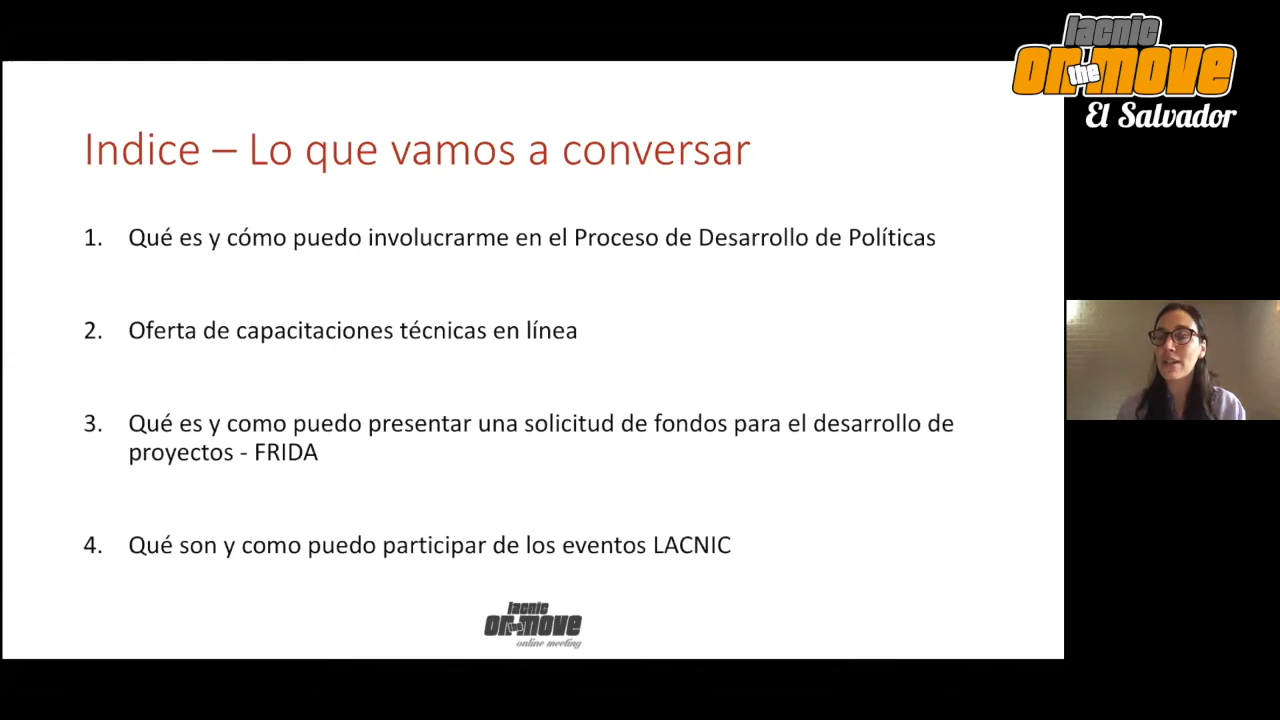 lacnic
on the move
El Salvador
Indice – Lo que vamos a conversar
1. Qué es y cómo puedo involucrarme en el Proceso de Desarrollo de Políticas
2. Oferta de capacitaciones técnicas en línea
3. Qué es y como puedo presentar una solicitud de fondos para el desarrollo de
proyectos - FRIDA
4. Qué son y como puedo participar de los eventos LACNIC
lacnic
on the move
online meeting